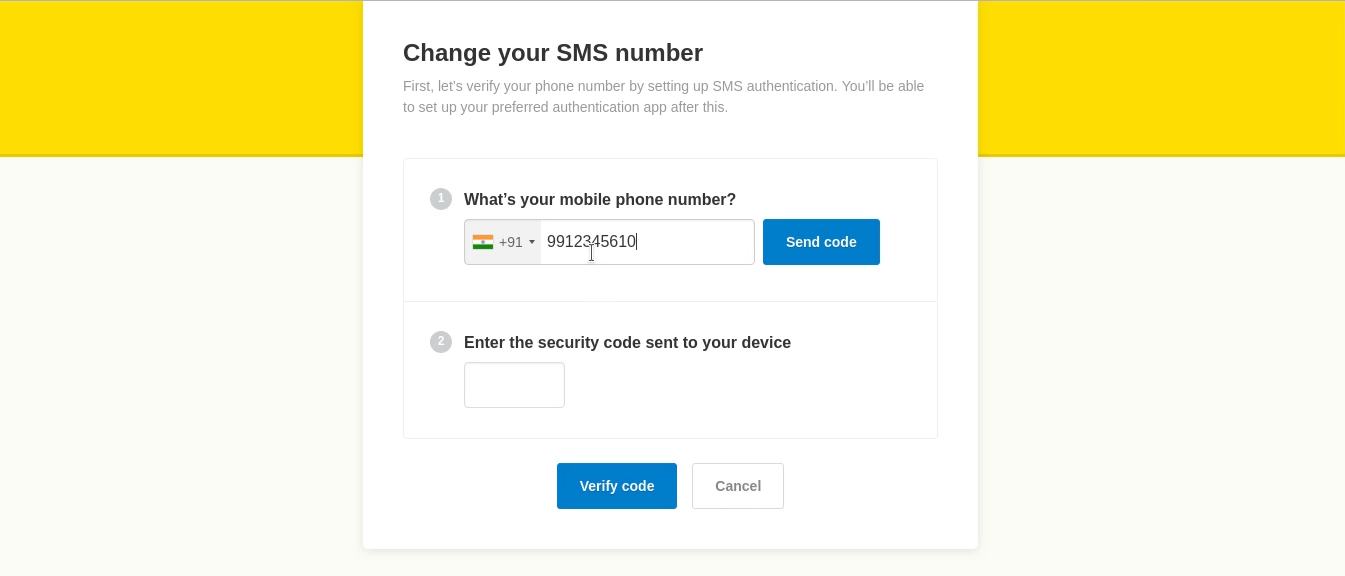 Change your SMS number
First, let’s verify your phone number by setting up SMS authentication. You’ll be able
to set up your preferred authentication app after this.
1 What’s your mobile phone number?
+91 9912345610 Send code
2 Enter the security code sent to your device
Verify code Cancel